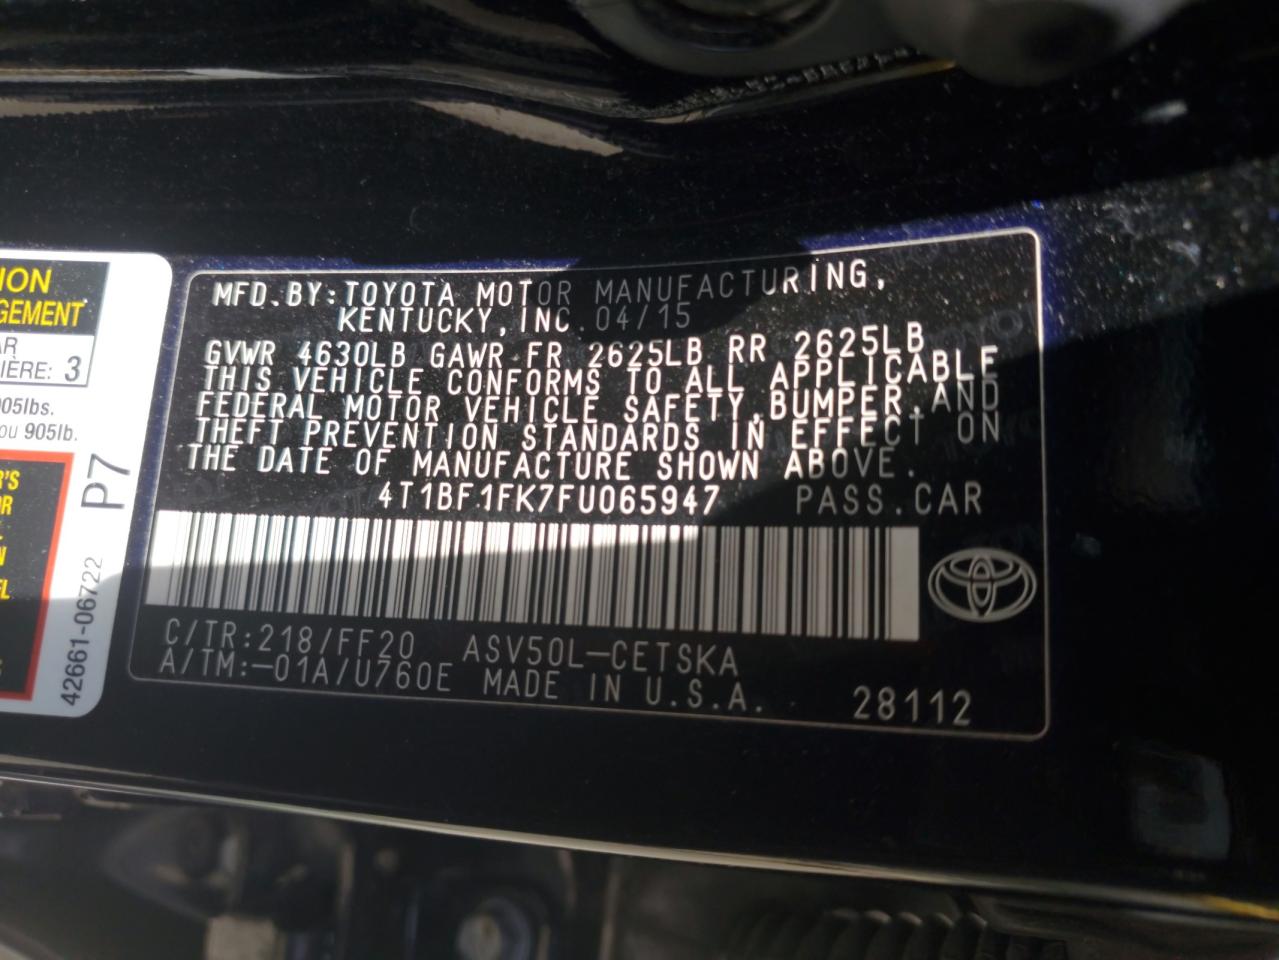 MFD.BY:TOYOTA MOTOR MANUFACTURING,
KENTUCKY,INC.04/15
GVWR 4630LB GAWR FR 2625LB RR 2625LB
THIS VEHICLE CONFORMS TO ALL APPLICABLE
FEDERAL MOTOR VEHICLE SAFETY,BUMPER,AND
THEFT PREVENTION STANDARDS IN EFFECT ON
THE DATE OF MANUFACTURE SHOWN ABOVE.
4T1BF1FK7FU065947 PASS.CAR
C/TR:218/FF20 ASV50L-CETSKA
A/TM:-01A/U760E MADE IN U.S.A.
28112
ION
GEMENT
AR
IÈRE: 3
905lbs.
ou 905lb.
R'S
OR
P7
42661-06722